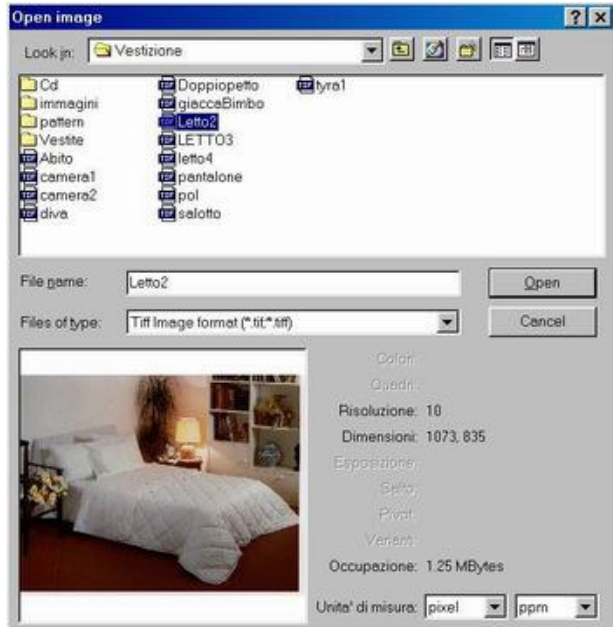 Open image
Look in: Vestizione
Cd Doppiopetto tyra1
immagini giaccaBimbo
pattern Letto2
Vestite LETTO3
Abito letto4
camera1 pantalone
camera2 pol
diva salotto
File name: Letto2 Open
Files of type: Tiff Image format (*.tif;*.tiff) Cancel
Colori:
Quadri:
Risoluzione: 10
Dimensioni: 1073, 835
Esposizione:
Salto:
Pivot:
Varianti:
Occupazione: 1.25 MBytes
Unita' di misura: pixel ppm